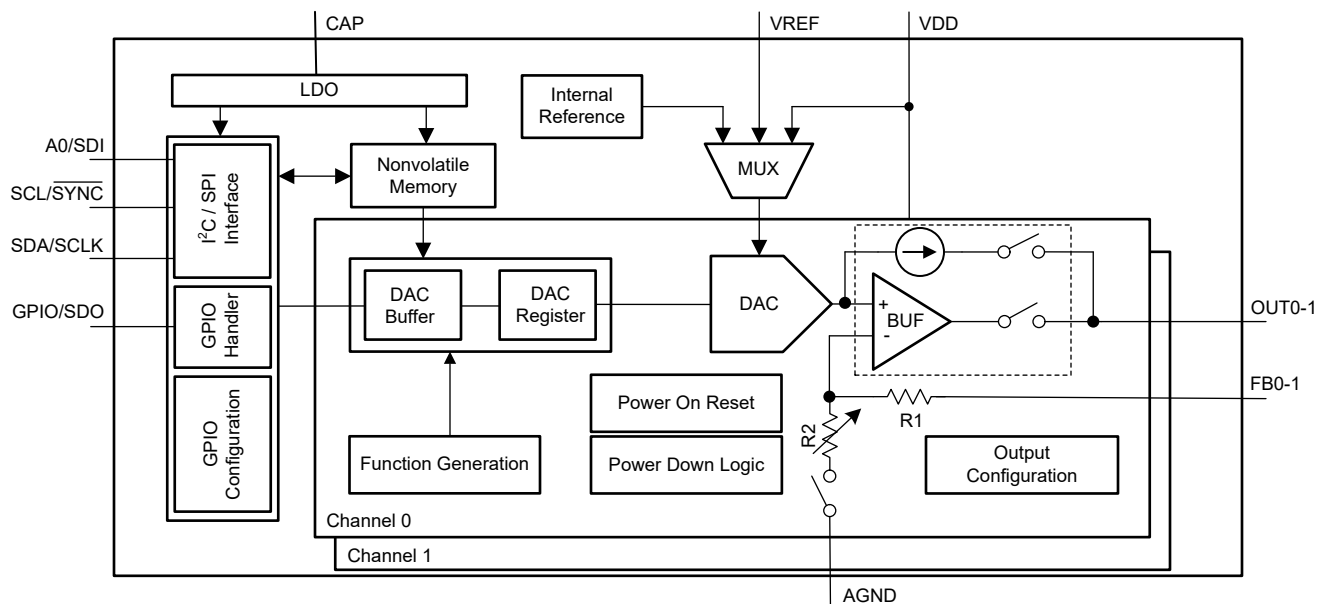 CAP
VREF
VDD
LDO
Internal
Reference
A0/SDI
SCL/SYNC
SDA/SCLK
GPIO/SDO
I²C / SPI
Interface
Nonvolatile
Memory
MUX
DAC
Buffer
DAC
Register
DAC
+
BUF
-
OUT0-1
FB0-1
GPIO
Handler
GPIO
Configuration
Function Generation
Power On Reset
Power Down Logic
R1
R2
Output
Configuration
Channel 0
Channel 1
AGND